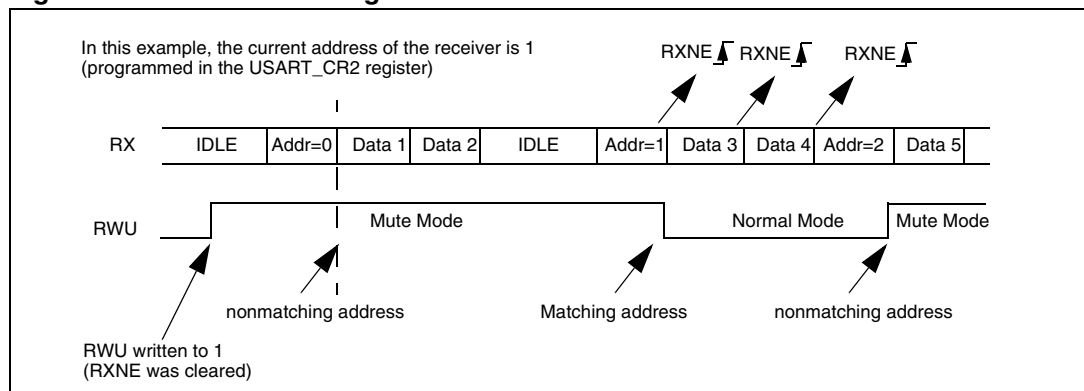 In this example, the current address of the receiver is 1
(programmed in the USART_CR2 register)
RXNE RXNE RXNE
RX IDLE Addr=0 Data 1 Data 2 IDLE Addr=1 Data 3 Data 4 Addr=2 Data 5
RWU Mute Mode Normal Mode Mute Mode
nonmatching address Matching address nonmatching address
RWU written to 1
(RXNE was cleared)